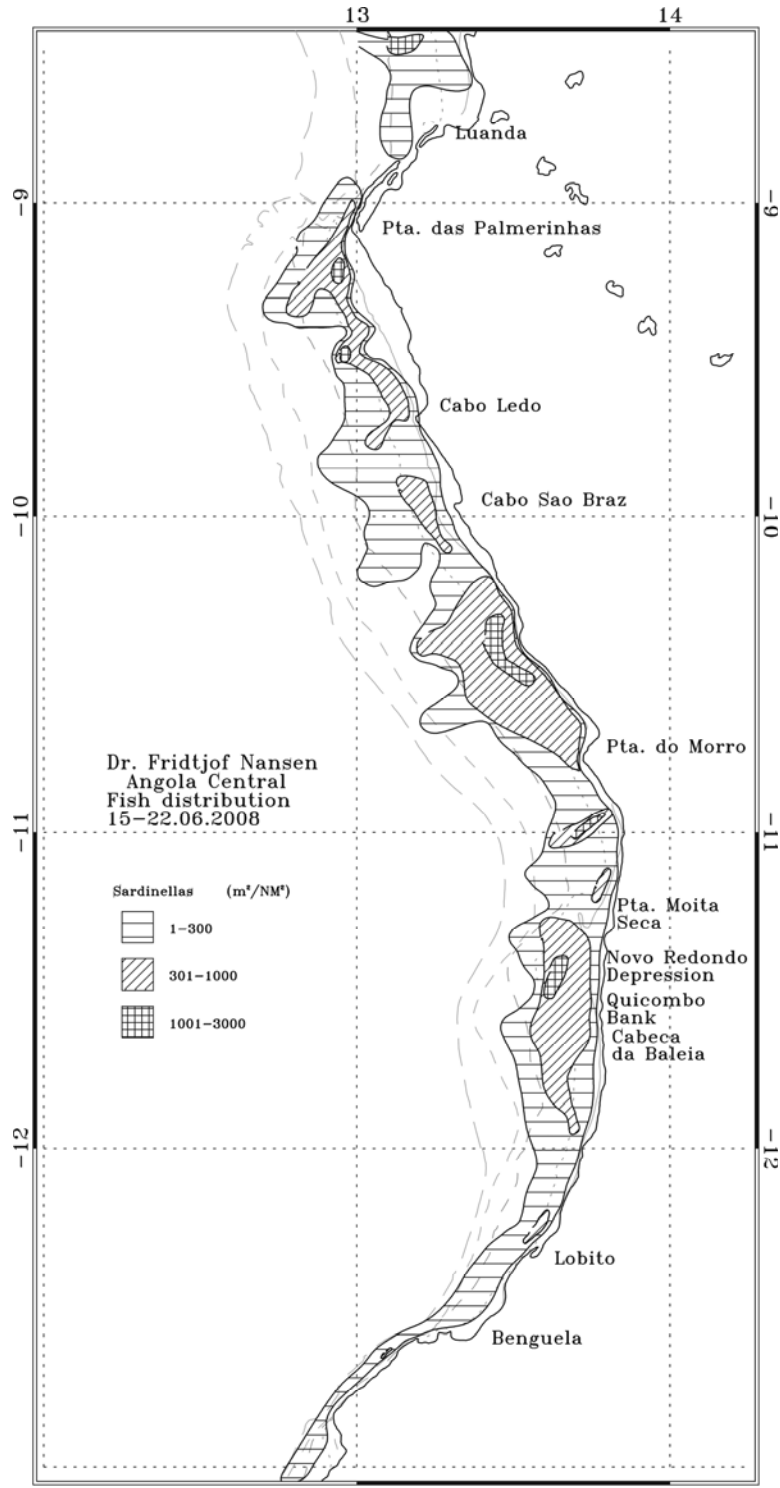 13 14
Luanda
-9 -9
Pta. das Palmerinhas
Cabo Ledo
Cabo Sao Braz
-10 -10
Pta. do Morro
Dr. Fridtjof Nansen
Angola Central
Fish distribution
15-22.06.2008
-11 -11
Sardinellas (m²/NM²)
1-300
301-1000
1001-3000
Pta. Moita
Seca
Novo Redondo
Depression
Quicombo
Bank
Cabeca
da Baleia
-12 -12
Lobito
Benguela